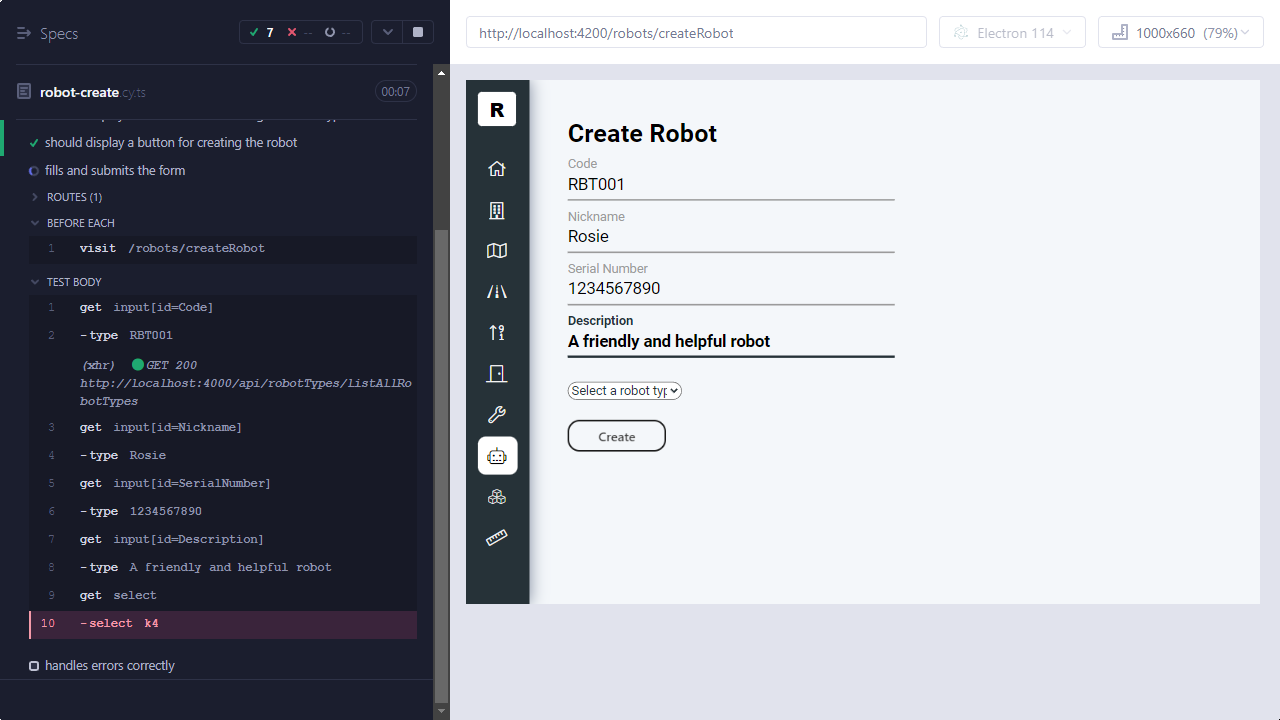 Specs
7
--
--
robot-create.cy.ts
00:07
should display a button for creating the robot
fills and submits the form
ROUTES (1)
BEFORE EACH
1 visit /robots/createRobot
TEST BODY
1 get input[id=Code]
2 -type RBT001
(xhr) GET 200
http://localhost:4000/api/robotTypes/listAllRo
botTypes
3 get input[id=Nickname]
4 -type Rosie
5 get input[id=SerialNumber]
6 -type 1234567890
7 get input[id=Description]
8 -type A friendly and helpful robot
9 get select
10 -select k4
handles errors correctly
http://localhost:4200/robots/createRobot
Electron 114
1000x660 (79%)
R
Create Robot
Code
RBT001
Nickname
Rosie
Serial Number
1234567890
Description
A friendly and helpful robot
Select a robot typ
Create